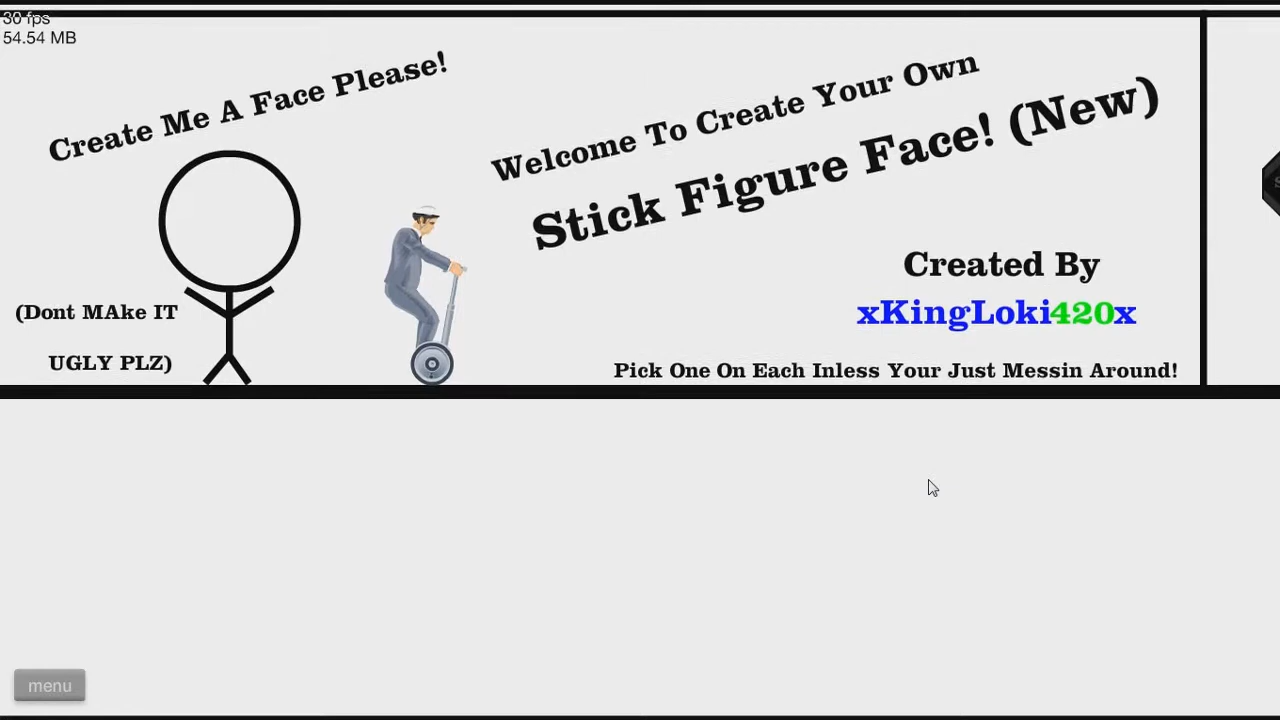 30 fps
54.54 MB
Create Me A Face Please!
Welcome To Create Your Own
Stick Figure Face! (New)
Created By
xKingLoki420x
(Dont MAke IT
UGLY PLZ)
Pick One On Each Inless Your Just Messin Around!
menu